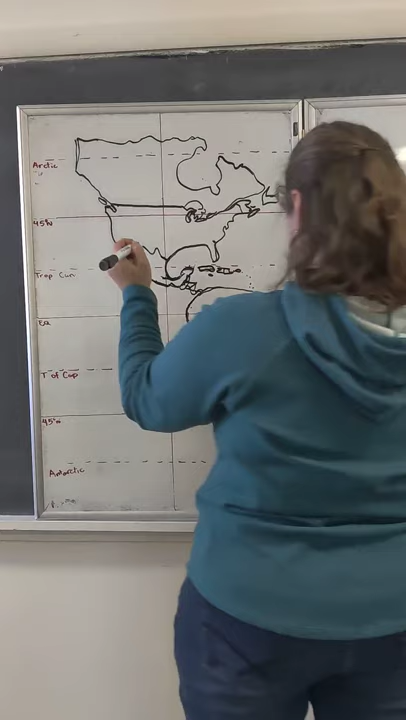 Arctic
45°N
Trop Can
EQ
T of Cap
45°s
Antarctic